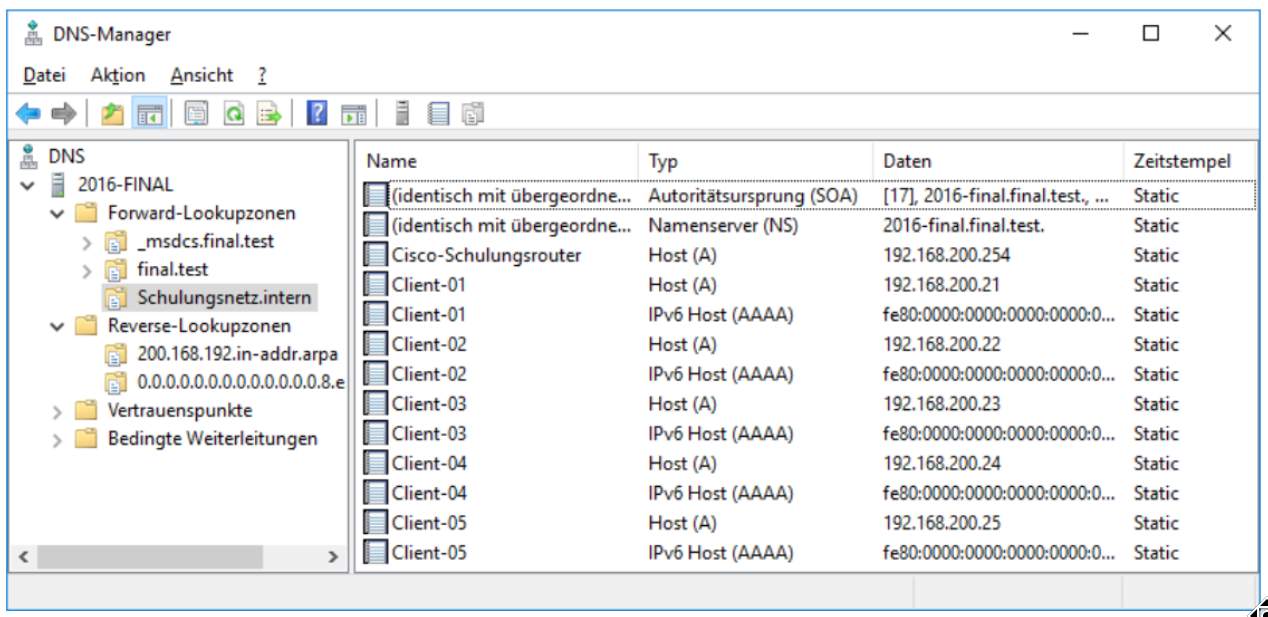 DNS-Manager
Datei Aktion Ansicht ?
DNS
2016-FINAL
Forward-Lookupzonen
_msdcs.final.test
final.test
Schulungsnetz.intern
Reverse-Lookupzonen
200.168.192.in-addr.arpa
0.0.0.0.0.0.0.0.0.0.0.0.0.8.e
Vertrauenspunkte
Bedingte Weiterleitungen
Name Typ Daten Zeitstempel
(identisch mit übergeordne... Autoritätsursprung (SOA) [17], 2016-final.final.test., ... Static
(identisch mit übergeordne... Namenserver (NS) 2016-final.final.test. Static
Cisco-Schulungsrouter Host (A) 192.168.200.254 Static
Client-01 Host (A) 192.168.200.21 Static
Client-01 IPv6 Host (AAAA) fe80:0000:0000:0000:0000:0... Static
Client-02 Host (A) 192.168.200.22 Static
Client-02 IPv6 Host (AAAA) fe80:0000:0000:0000:0000:0... Static
Client-03 Host (A) 192.168.200.23 Static
Client-03 IPv6 Host (AAAA) fe80:0000:0000:0000:0000:0... Static
Client-04 Host (A) 192.168.200.24 Static
Client-04 IPv6 Host (AAAA) fe80:0000:0000:0000:0000:0... Static
Client-05 Host (A) 192.168.200.25 Static
Client-05 IPv6 Host (AAAA) fe80:0000:0000:0000:0000:0... Static